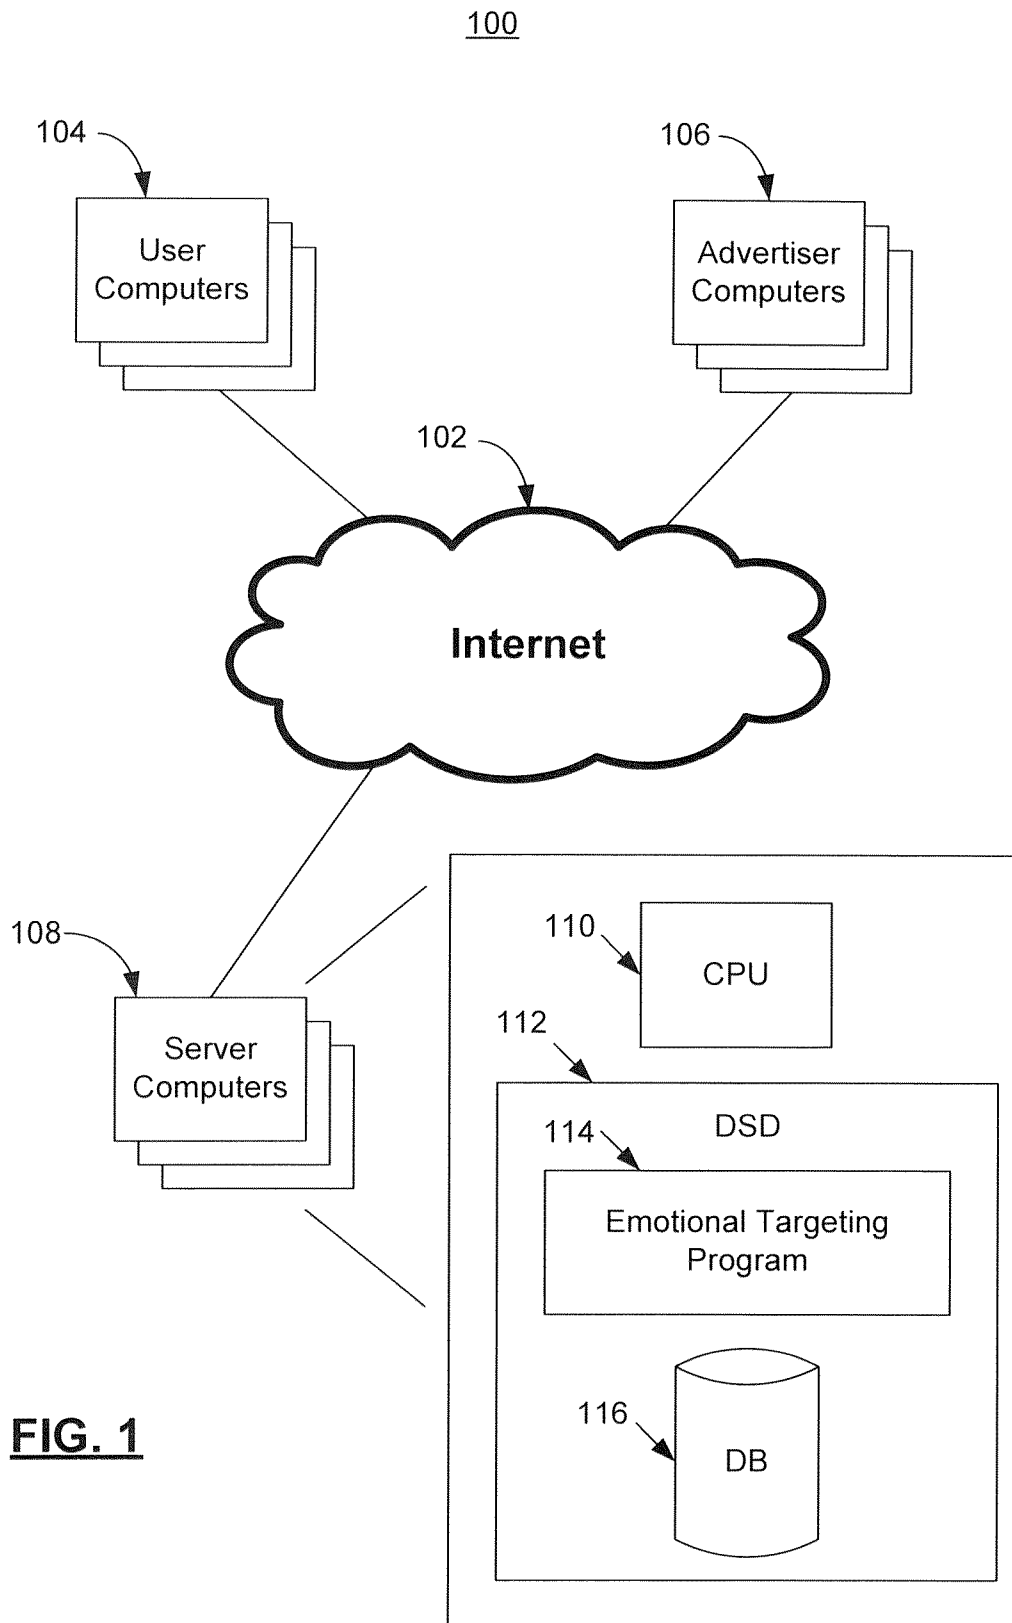 100
104
106
User
Computers
Advertiser
Computers
102
Internet
108
Server
Computers
110
CPU
112
DSD
114
Emotional Targeting
Program
116
DB
FIG. 1